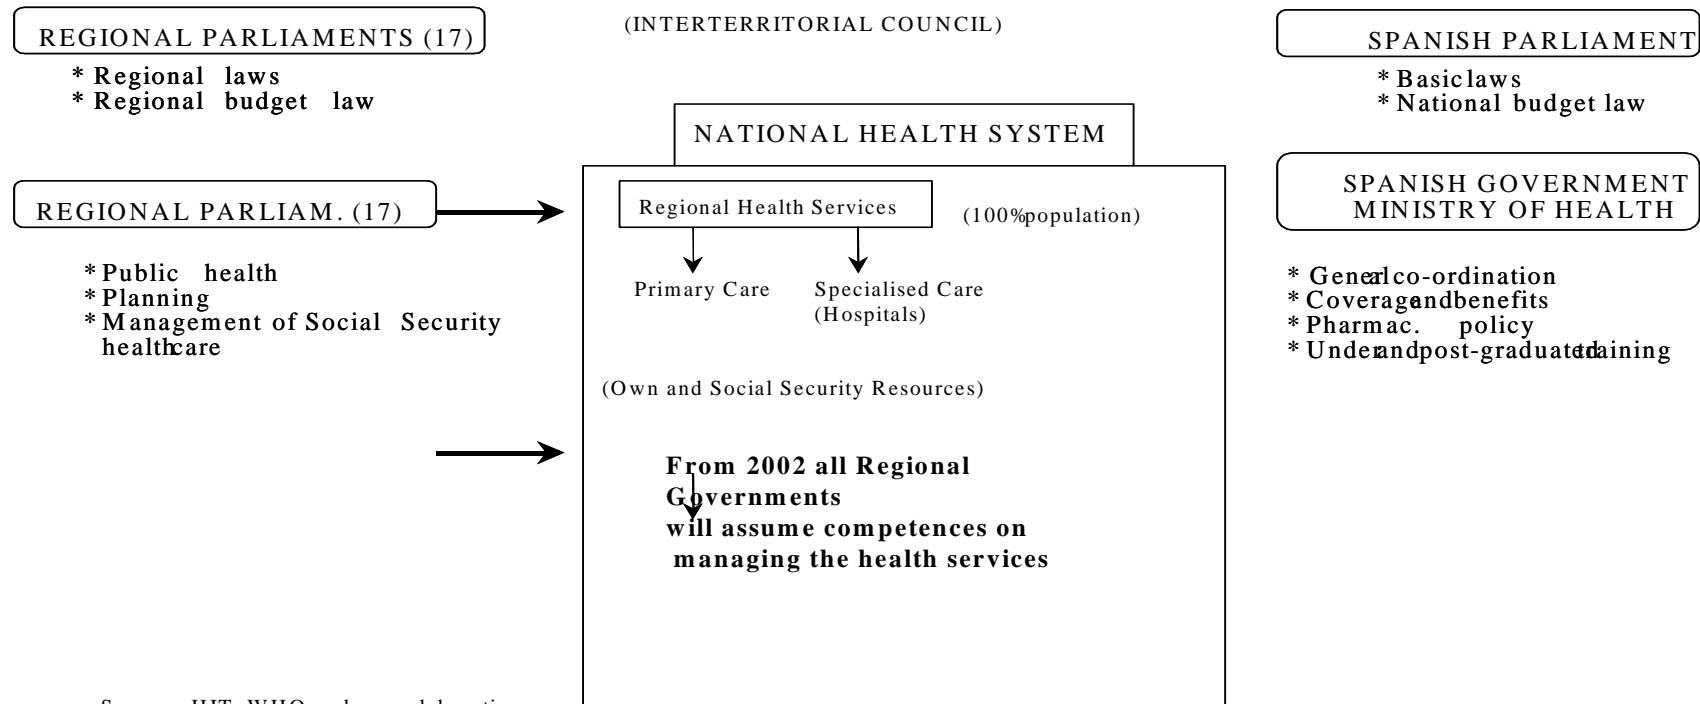 REGIONAL PARLIAMENTS (17)
* Regional laws
* Regional budget law
(INTERTERRITORIAL COUNCIL)
SPANISH PARLIAMENT
* Basic laws
* National budget law
NATIONAL HEALTH SYSTEM
REGIONAL PARLIAM. (17)
* Public health
* Planning
* Management of Social Security
healthcare
Regional Health Services
(100%population)
Primary Care
Specialised Care
(Hospitals)
(Own and Social Security Resources)
From 2002 all Regional
Governments
will assume competences on
managing the health services
SPANISH GOVERNMENT
MINISTRY OF HEALTH
* General co-ordination
* Coverage and benefits
* Pharmac. policy
* Under and post-graduated training
HIT WHO